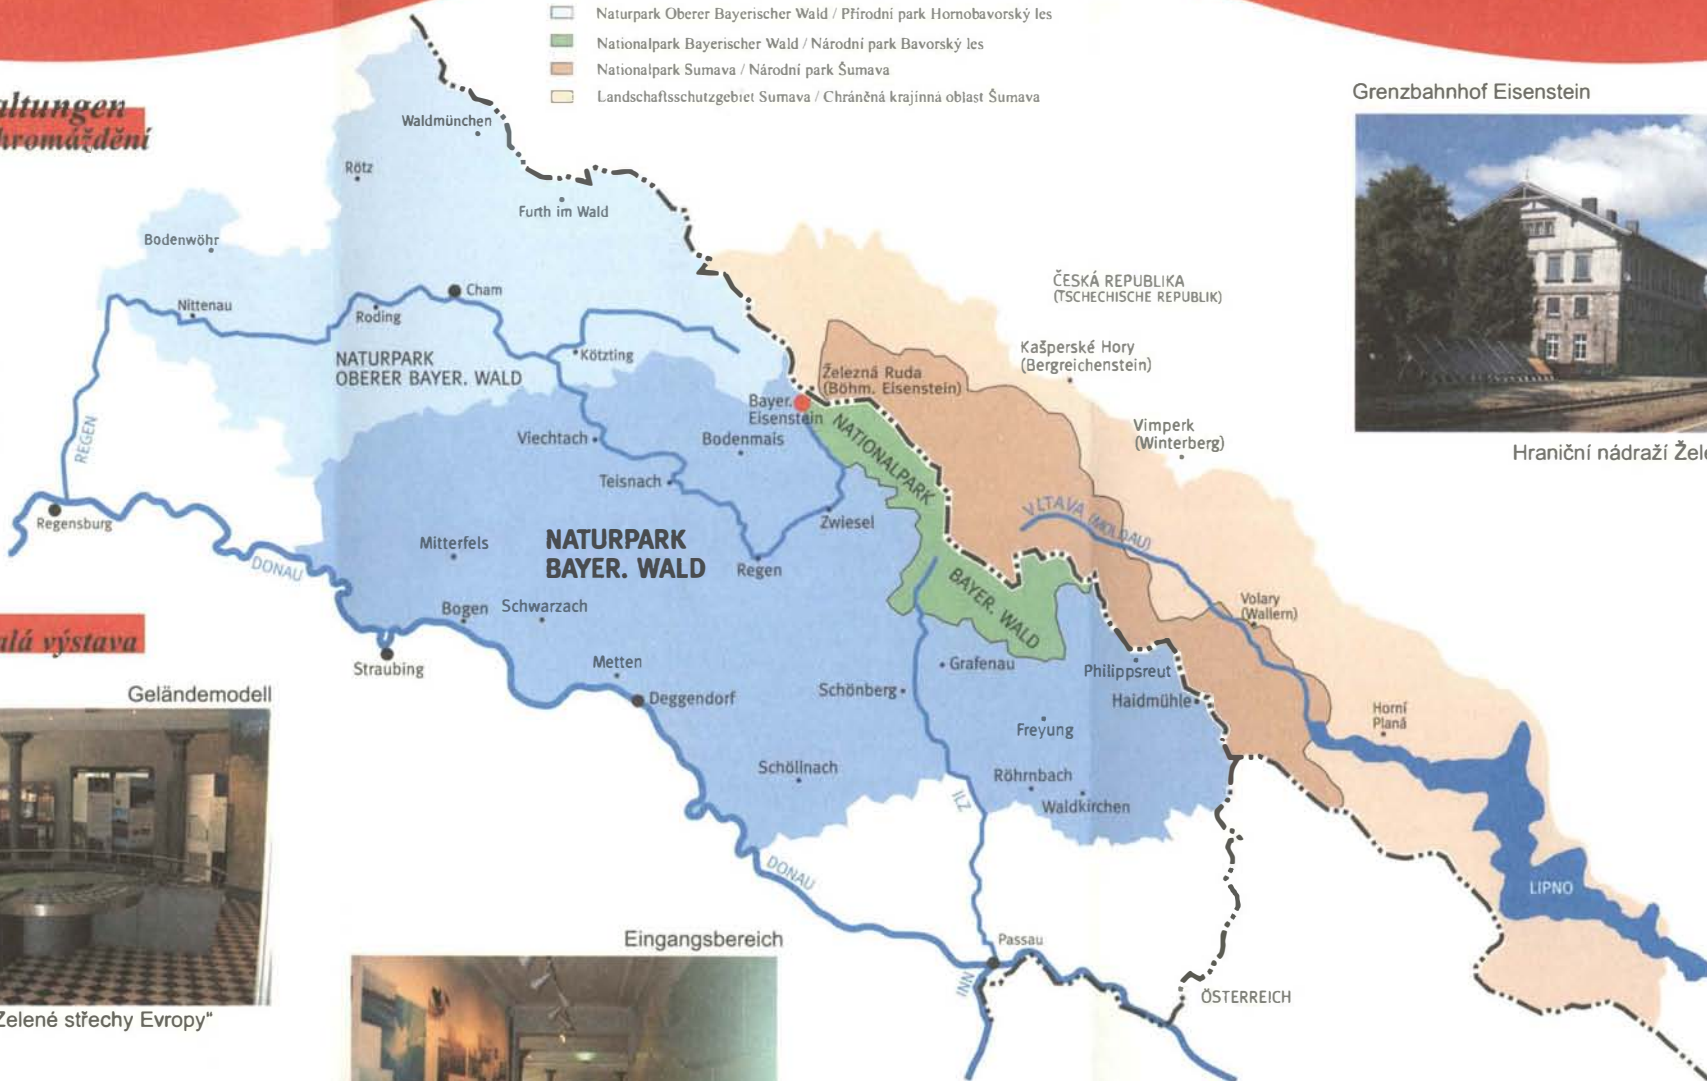 Naturpark Oberer Bayerischer Wald / Přírodní park Hornobavorský les
Nationalpark Bayerischer Wald / Národní park Bavorský les
Nationalpark Sumava / Národní park Šumava
Landschaftsschutzgebiet Sumava / Chráněná krajinná oblast Šumava
altungen
hromáždění
Grenzbahnhof Eisenstein
Hraniční nádraží Žele
Waldmünchen
Rötz
Furth im Wald
Bodenwöhr
Nittenau
Cham
Roding
Kötzting
NATURPARK
OBERER BAYER. WALD
ČESKÁ REPUBLIKA
(TSCHECHISCHE REPUBLIK)
Kašperské Hory
(Bergreichenstein)
Železná Ruda
(Böhm. Eisenstein)
Bayer.
Eisenstein
Vimperk
(Winterberg)
Viechtach
Bodenmais
Teisnach
Zwiesel
NATIONALPARK
BAYER. WALD
VLTAVA (MOLDAU)
REGEN
Regensburg
DONAU
Mitterfels
NATURPARK
BAYER. WALD
Regen
Bogen
Schwarzach
Volary
(Wallern)
Straubing
Metten
Deggendorf
Grafenau
Schönberg
Philippsreut
Haidmühle
Freyung
Horní
Planá
Schöllnach
Röhrnbach
Waldkirchen
ILZ
DONAU
LIPNO
Passau
INN
ÖSTERREICH
alá výstava
Geländemodell
Zelené střechy Evropy“
Eingangsbereich